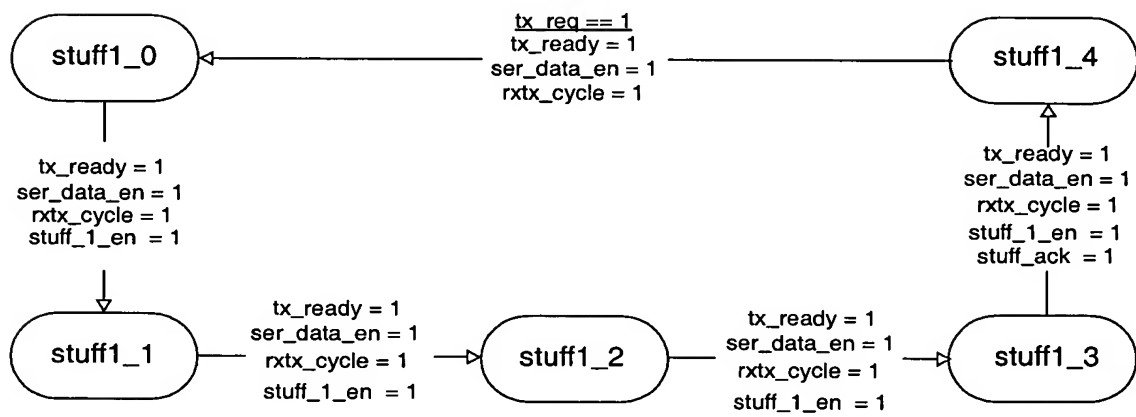 tx_req == 1
stuff1_0
tx_ready = 1
ser_data_en = 1
rxtx_cycle = 1
stuff1_4
tx_ready = 1
ser_data_en = 1
rxtx_cycle = 1
stuff_1_en = 1
tx_ready = 1
ser_data_en = 1
rxtx_cycle = 1
stuff_1_en = 1
stuff_ack = 1
stuff1_1
tx_ready = 1
ser_data_en = 1
rxtx_cycle = 1
stuff_1_en = 1
stuff1_2
tx_ready = 1
ser_data_en = 1
rxtx_cycle = 1
stuff_1_en = 1
stuff1_3